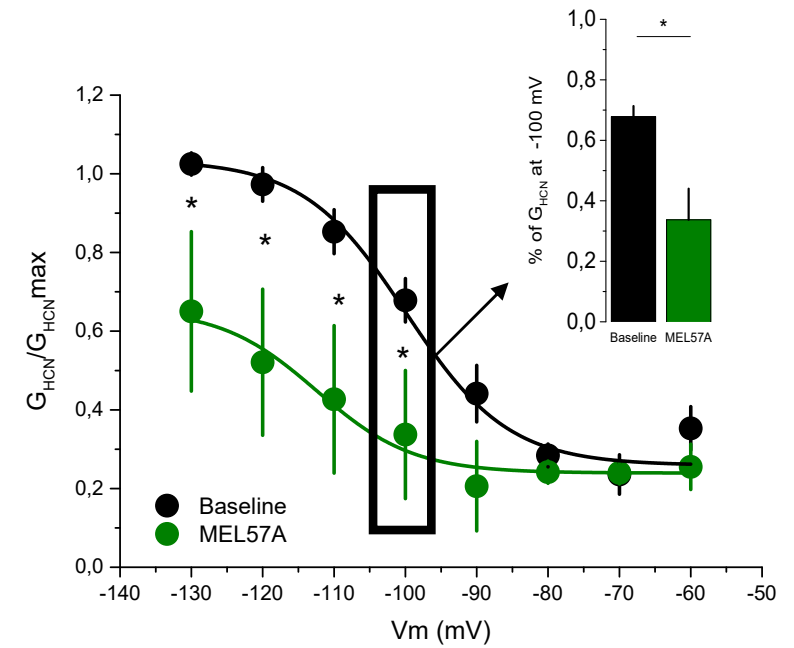 1,2
1,0
0,8
0,6
0,4
0,2
0,0
G_HCN/G_HCNmax
-140 -130 -120 -110 -100 -90 -80 -70 -60 -50
Vm (mV)
* * * *
Baseline
MEL57A
1,0
0,8
0,6
0,4
0,2
0,0
% of G_HCN at -100 mV
*
Baseline MEL57A